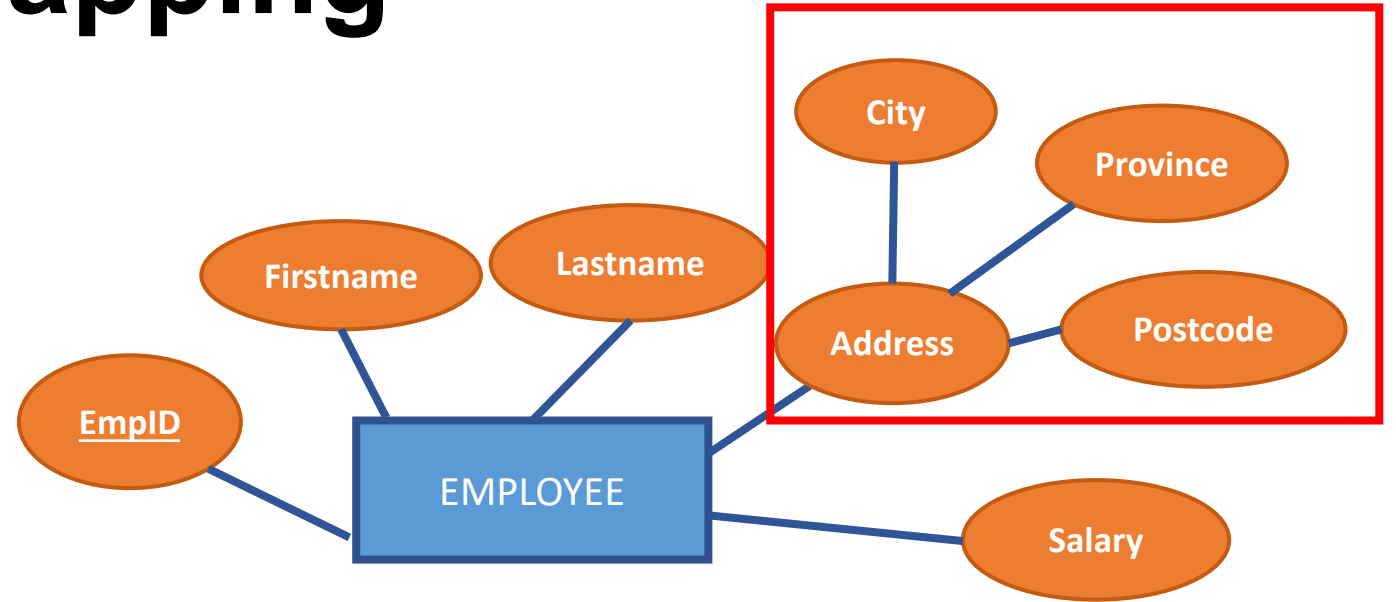 apping
City
Province
Firstname
Lastname
Address
Postcode
EmpID
EMPLOYEE
Salary